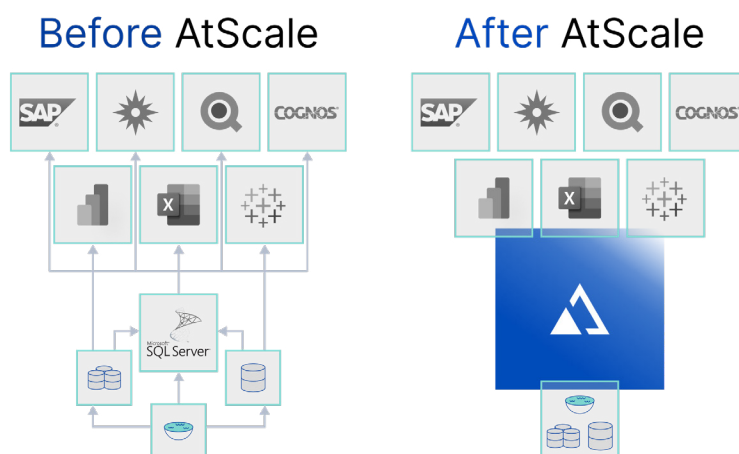 Before AtScale
After AtScale
SAP
COGNOS
SAP
COGNOS
X
X
Microsoft
SQL Server